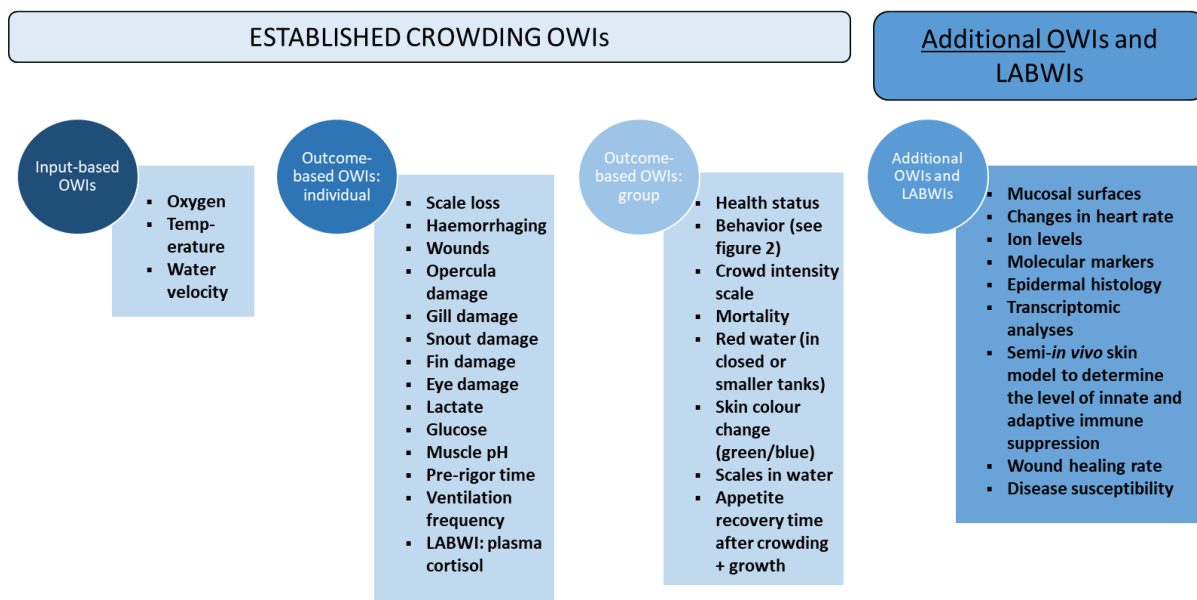 ESTABLISHED CROWDING OWIs
Additional OWIs and
LABWIs
Input-based
OWIs
▪ Oxygen
▪ Temp-
erature
▪ Water
velocity
Outcome-
based OWIs:
individual
▪ Scale loss
▪ Haemorrhaging
▪ Wounds
▪ Opercula
damage
▪ Gill damage
▪ Snout damage
▪ Fin damage
▪ Eye damage
▪ Lactate
▪ Glucose
▪ Muscle pH
▪ Pre-rigor time
▪ Ventilation
frequency
▪ LABWI: plasma
cortisol
Outcome-
based OWIs:
group
▪ Health status
▪ Behavior (see
figure 2)
▪ Crowd intensity
scale
▪ Mortality
▪ Red water (in
closed or
smaller tanks)
▪ Skin colour
change
(green/blue)
▪ Scales in water
▪ Appetite
recovery time
after crowding
+ growth
Additional
OWIs and
LABWIs
▪ Mucosal surfaces
▪ Changes in heart rate
▪ Ion levels
▪ Molecular markers
▪ Epidermal histology
▪ Transcriptomic
analyses
▪ Semi-in vivo skin
model to determine
the level of innate and
adaptive immune
suppression
▪ Wound healing rate
▪ Disease susceptibility